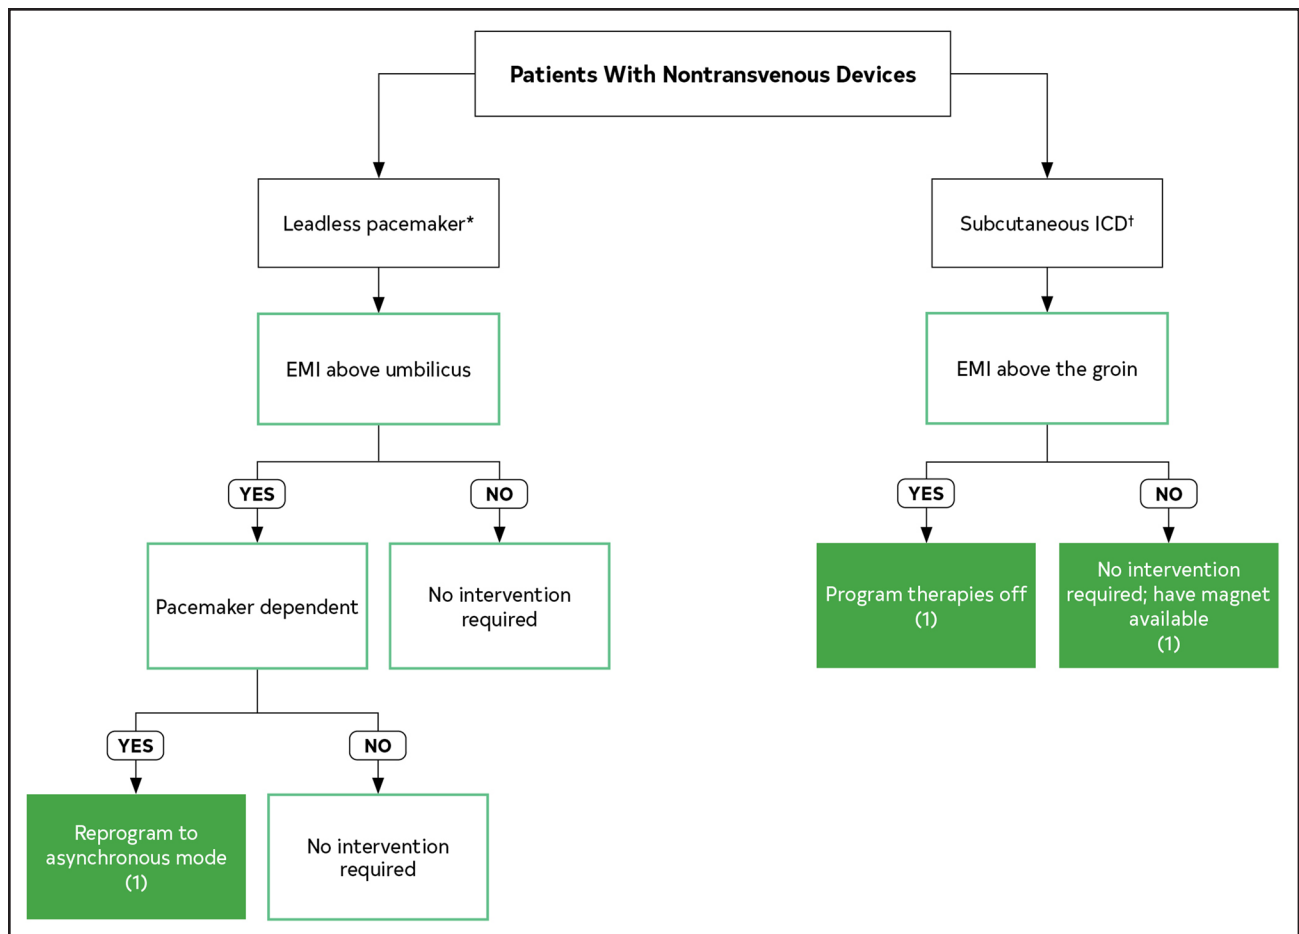 Patients With Nontransvenous Devices
Leadless pacemaker*
Subcutaneous ICD†
EMI above umbilicus
EMI above the groin
YES
NO
YES
NO
Pacemaker dependent
No intervention
required
Program therapies off
(1)
No intervention
required; have magnet
available
(1)
YES
NO
Reprogram to
asynchronous mode
(1)
No intervention
required